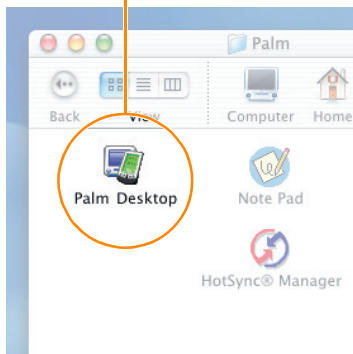 Palm
Back View Computer Home
Palm Desktop Note Pad
HotSync® Manager